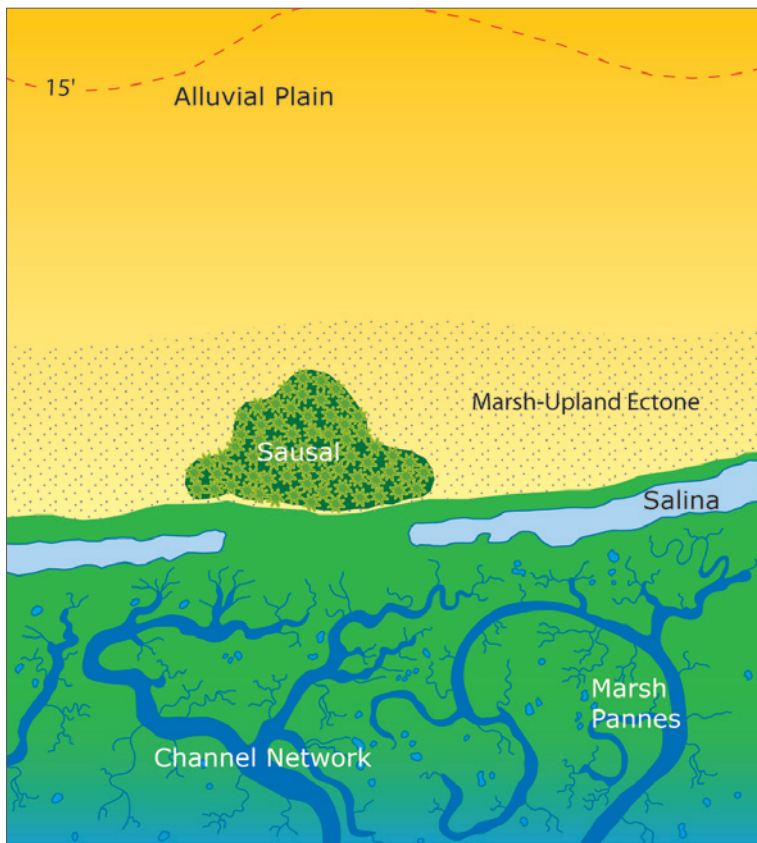 15'
Alluvial Plain
Marsh-Upland Ectone
Sausal
Salina
Marsh
Pannes
Channel Network